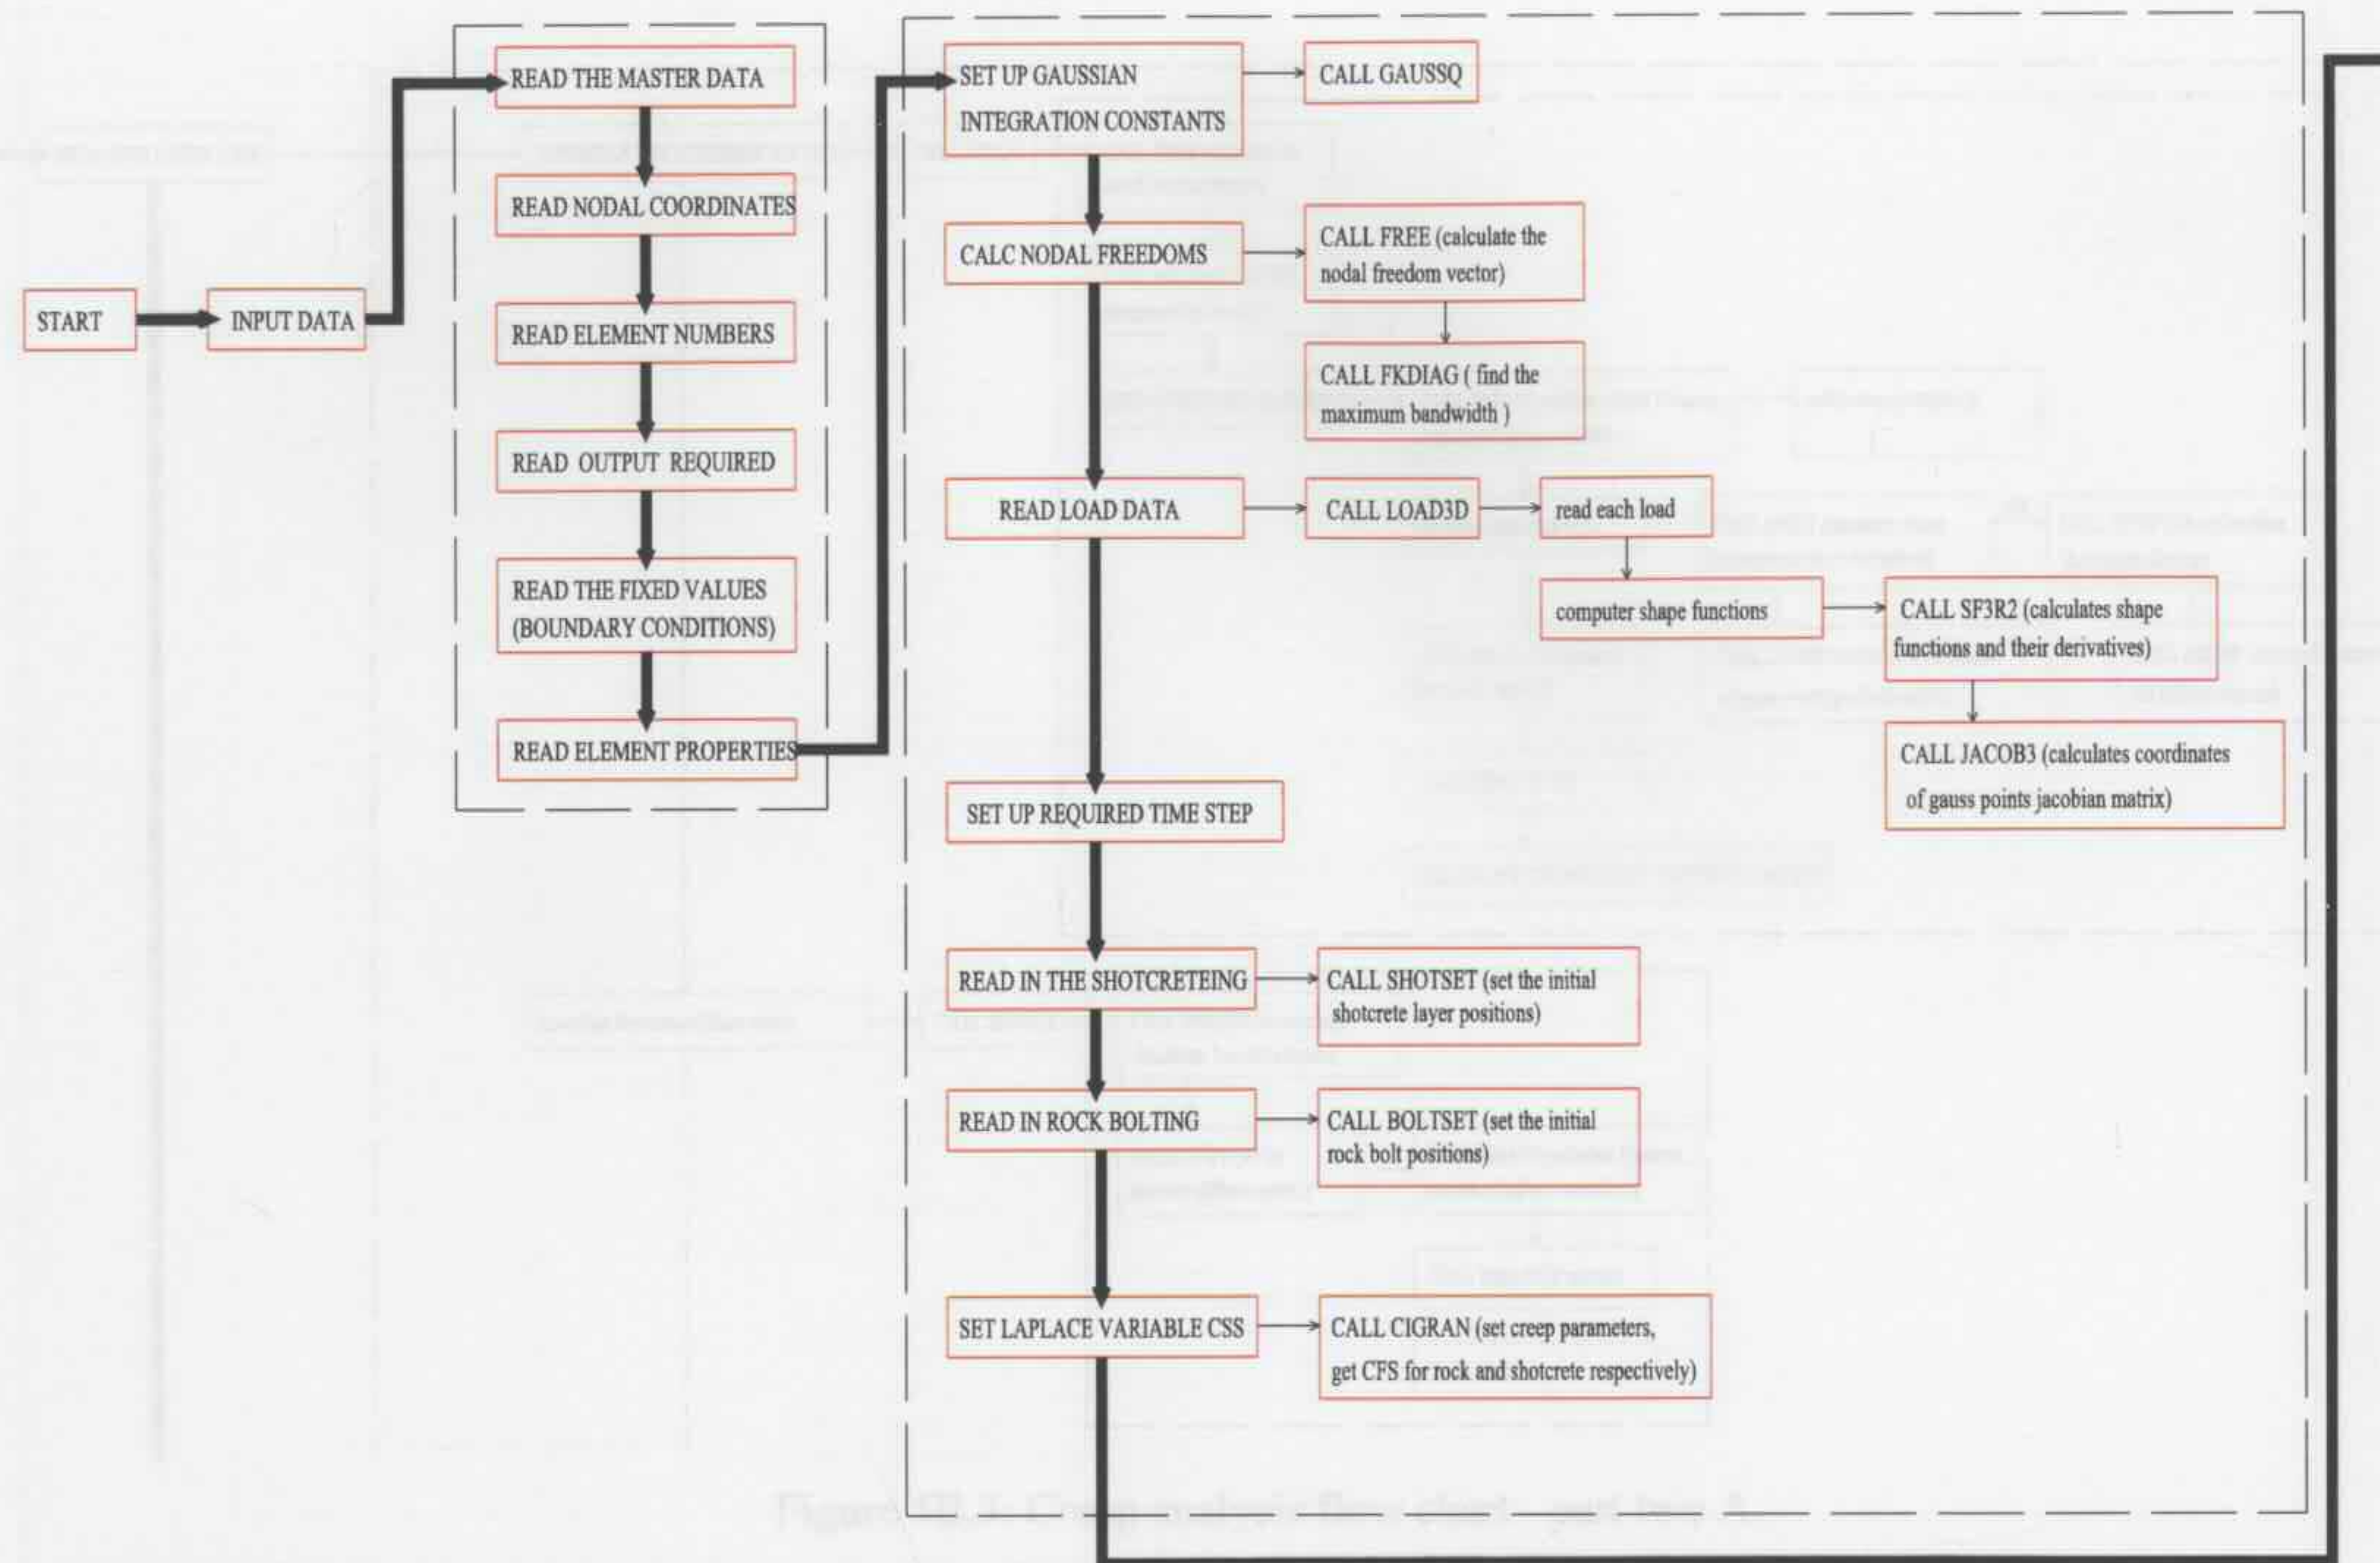 START
INPUT DATA
READ THE MASTER DATA
READ NODAL COORDINATES
READ ELEMENT NUMBERS
READ OUTPUT REQUIRED
READ THE FIXED VALUES
(BOUNDARY CONDITIONS)
READ ELEMENT PROPERTIES
SET UP GAUSSIAN
INTEGRATION CONSTANTS
CALL GAUSSQ
CALC NODAL FREEDOMS
CALL FREE (calculate the
nodal freedom vector)
CALL FKDIAG ( find the
maximum bandwidth )
READ LOAD DATA
CALL LOAD3D
read each load
computer shape functions
CALL SF3R2 (calculates shape
functions and their derivatives)
CALL JACOB3 (calculates coordinates
of gauss points jacobian matrix)
SET UP REQUIRED TIME STEP
READ IN THE SHOTCRETEING
CALL SHOTSET (set the initial
shotcrete layer positions)
READ IN ROCK BOLTING
CALL BOLTSET (set the initial
rock bolt positions)
SET LAPLACE VARIABLE CSS
CALL CIGRAN (set creep parameters,
get CFS for rock and shotcrete respectively)